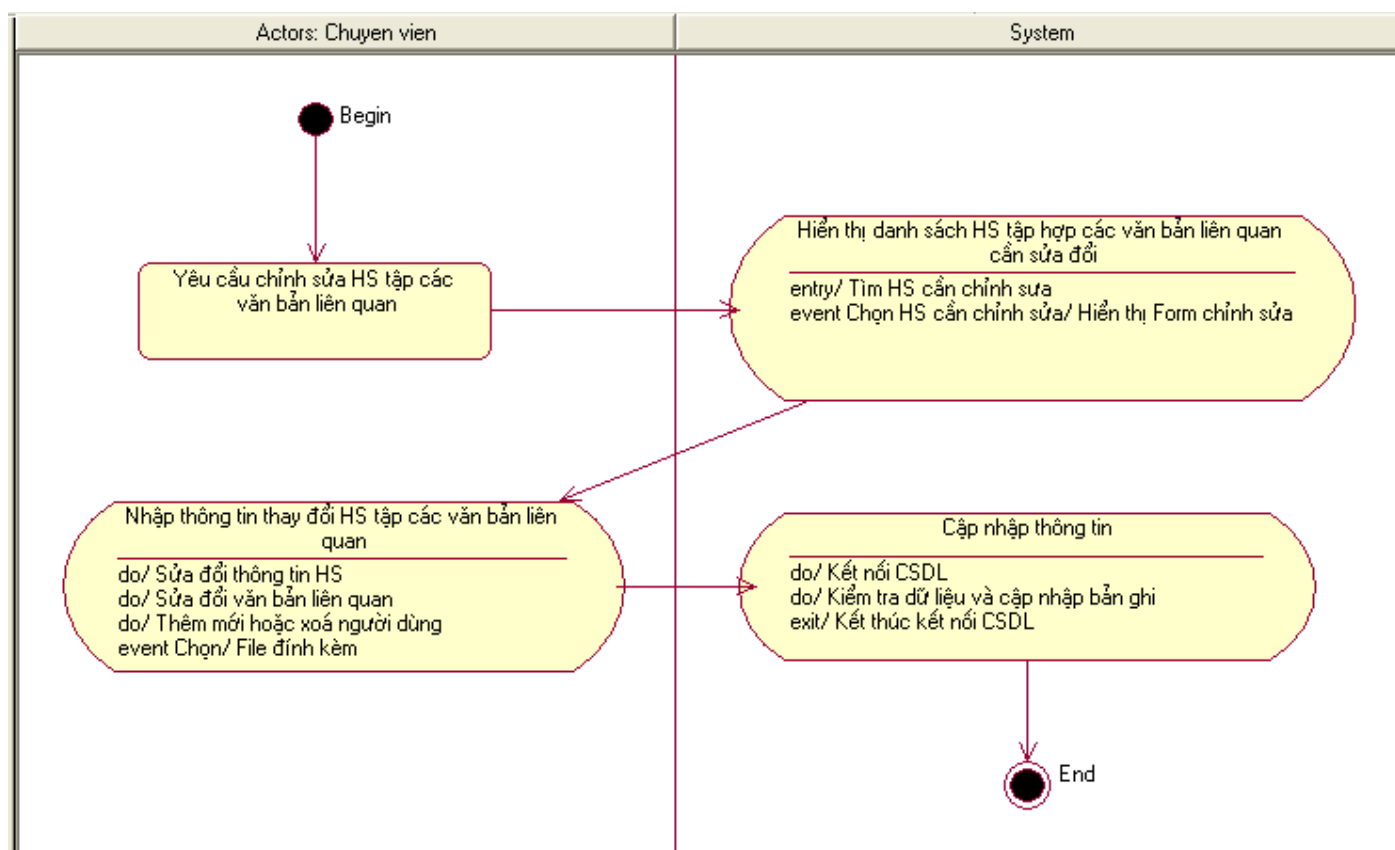 Actors: Chuyen vien
System
Begin
Yêu cầu chỉnh sửa HS tập các
văn bản liên quan
Hiển thị danh sách HS tập hợp các văn bản liên quan
cần sửa đổi
entry/ Tìm HS cần chỉnh sưa
event Chọn HS cần chỉnh sửa/ Hiển thị Form chỉnh sửa
Nhập thông tin thay đổi HS tập các văn bản liên
quan
do/ Sửa đổi thông tin HS
do/ Sửa đổi văn bản liên quan
do/ Thêm mới hoặc xoá người dùng
event Chọn/ File đính kèm
Cập nhập thông tin
do/ Kết nối CSDL
do/ Kiểm tra dữ liệu và cập nhập bản ghi
exit/ Kết thúc kết nối CSDL
End